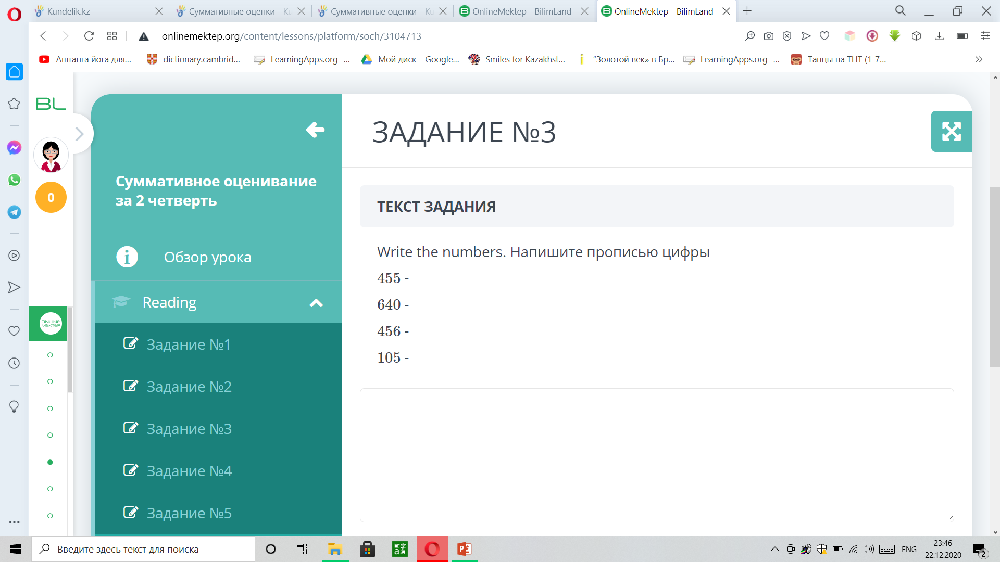 Kundelik.kz
Суммативные оценки - Ku
Суммативные оценки - Ku
OnlineMektep - BilimLand
OnlineMektep - BilimLand
onlinemektep.org/content/lessons/platform/soch/3104713
Аштанга йога для...
dictionary.cambrid...
LearningApps.org -...
Мой диск – Google...
Smiles for Kazakhst...
“Золотой век» в Бр...
LearningApps.org -...
Танцы на ТНТ (1-7...
BL
0
ONLINE
MEKTEP
Суммативное оценивание
за 2 четверть
Обзор урока
Reading
Задание №1
Задание №2
Задание №3
Задание №4
Задание №5
ЗАДАНИЕ №3
ТЕКСТ ЗАДАНИЯ
Write the numbers. Напишите прописью цифры
455 -
640 -
456 -
105 -
Введите здесь текст для поиска
ENG
23:46
22.12.2020
2